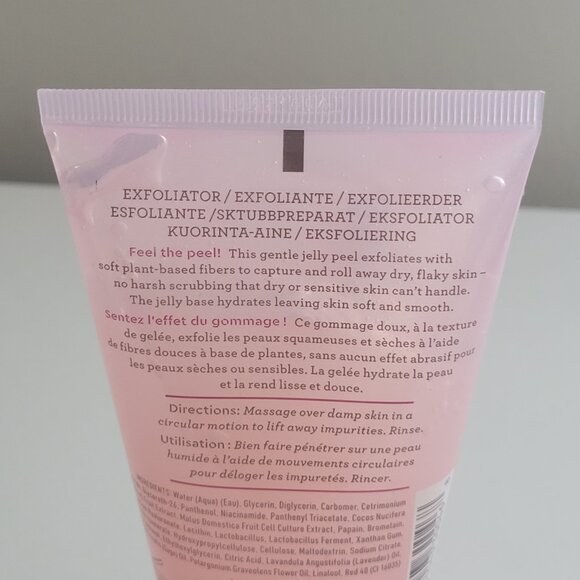 EXFOLIATOR / EXFOLIANTE / EXFOLIEERDER
ESFOLIANTE /SKTUBBPREPARAT / EKSFOLIATOR
KUORINTA-AINE / EKSFOLIERING
Feel the peel! This gentle jelly peel exfoliates with
soft plant-based fibers to capture and roll away dry, flaky skin –
no harsh scrubbing that dry or sensitive skin can't handle.
The jelly base hydrates leaving skin soft and smooth.
Sentez l'effet du gommage ! Ce gommage doux, à la texture
de gelée, exfolie les peaux squameuses et sèches à l'aide
de fibres douces à base de plantes, sans aucun effet abrasif pour
les peaux sèches ou sensibles. La gelée hydrate la peau
et la rend lisse et douce.
Directions: Massage over damp skin in a
circular motion to lift away impurities. Rinse.
Utilisation : Bien faire pénétrer sur une peau
humide à l'aide de mouvements circulaires
pour déloger les impuretés. Rincer.
INGREDIENTS: Water (Aqua) (Eau), Glycerin, Diglycerin, Carbomer, Cetrimonium
Panthenol, Niacinamide, Panthenyl Triacetate, Cocos Nucifera
Fruit Extract, Malus Domestica Fruit Cell Culture Extract, Papain, Bromelain,
Lecithin, Lactobacillus, Lactobacillus Ferment, Xanthan Gum,
Hydroxypropylcellulose, Cellulose, Maltodextrin, Sodium Citrate,
Ethylhexylglycerin, Citric Acid, Lavandula Angustifolia (Lavender) Oil,
Oil, Pelargonium Graveolens Flower Oil, Linalool, Red 40 (CI 16035)